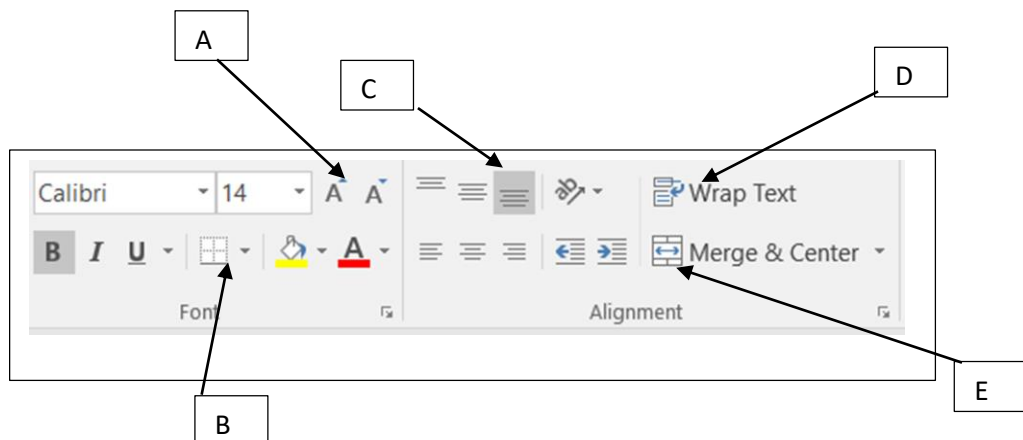 A
C
D
Calibri 14 A A Wrap Text
B I U A Merge & Center
Font Alignment
E
B